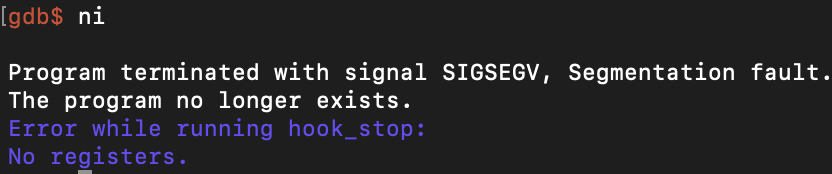 [gdb$ ni
Program terminated with signal SIGSEGV, Segmentation fault.
The program no longer exists.
Error while running hook_stop:
No registers.